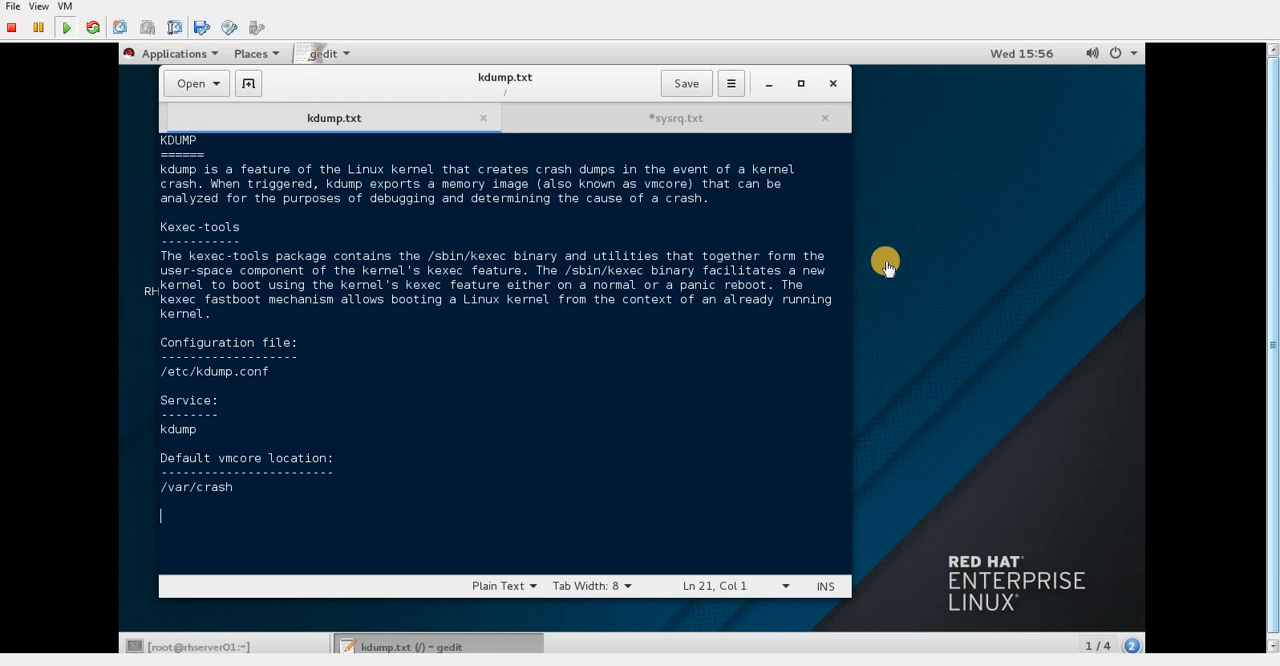 File View VM
Applications Places gedit Wed 15:56
Open kdump.txt Save
/
kdump.txt *sysrq.txt
KDUMP
======
kdump is a feature of the Linux kernel that creates crash dumps in the event of a kernel
crash. When triggered, kdump exports a memory image (also known as vmcore) that can be
analyzed for the purposes of debugging and determining the cause of a crash.
Kexec-tools
-----------
The kexec-tools package contains the /sbin/kexec binary and utilities that together form the
user-space component of the kernel's kexec feature. The /sbin/kexec binary facilitates a new
RH
kernel to boot using the kernel's kexec feature either on a normal or a panic reboot. The
kexec fastboot mechanism allows booting a Linux kernel from the context of an already running
kernel.
Configuration file:
-------------------
/etc/kdump.conf
Service:
--------
kdump
Default vmcore location:
------------------------
/var/crash
Plain Text Tab Width: 8 Ln 21, Col 1 INS
RED HAT
ENTERPRISE
LINUX
[root@rhserver01:~] kdump.txt (/) - gedit 1 / 4 2